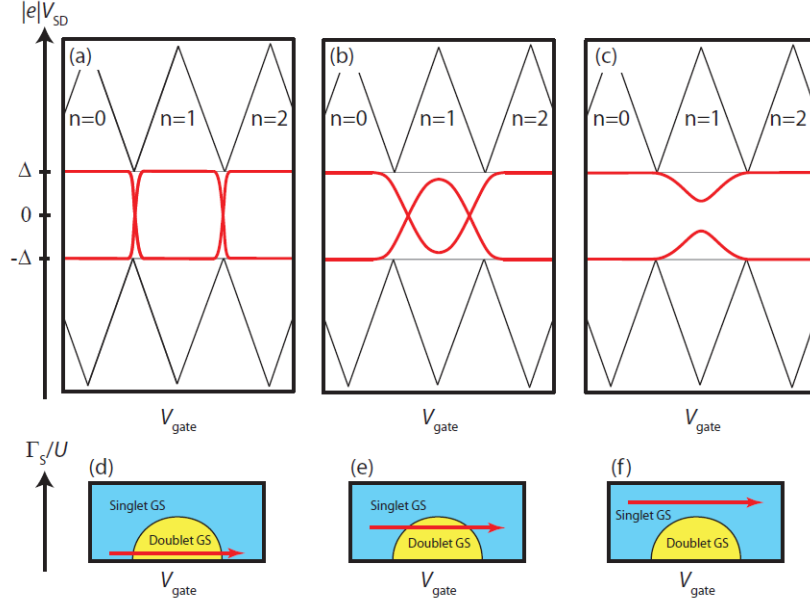 |e|V_SD
(a) (b) (c)
n=0 n=1 n=2 n=0 n=1 n=2 n=0 n=1 n=2
Δ
0
-Δ
V_gate V_gate V_gate
Γ_S/U
(d) (e) (f)
Singlet GS Singlet GS Singlet GS
Doublet GS Doublet GS Doublet GS
V_gate V_gate V_gate